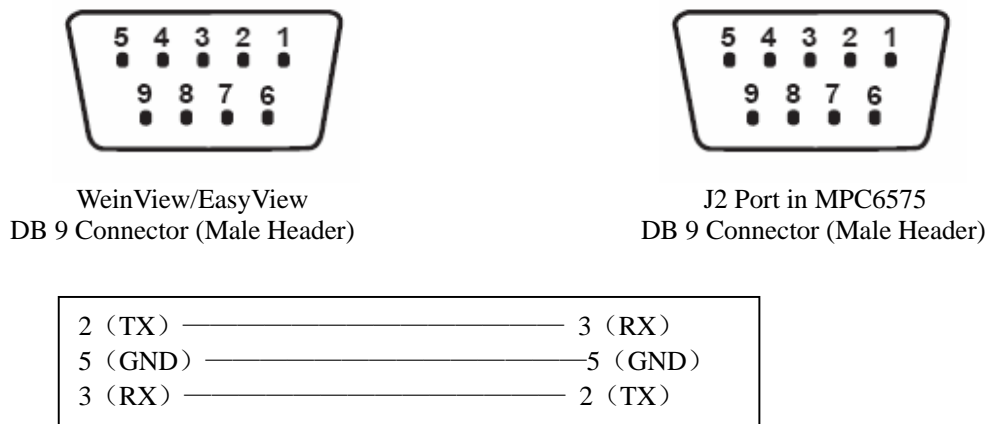 5 4 3 2 1
9 8 7 6
WeinView/EasyView
DB 9 Connector (Male Header)
5 4 3 2 1
9 8 7 6
J2 Port in MPC6575
DB 9 Connector (Male Header)
2（TX）———————————————3（RX）
5（GND）———————————————5（GND）
3（RX）———————————————2（TX）